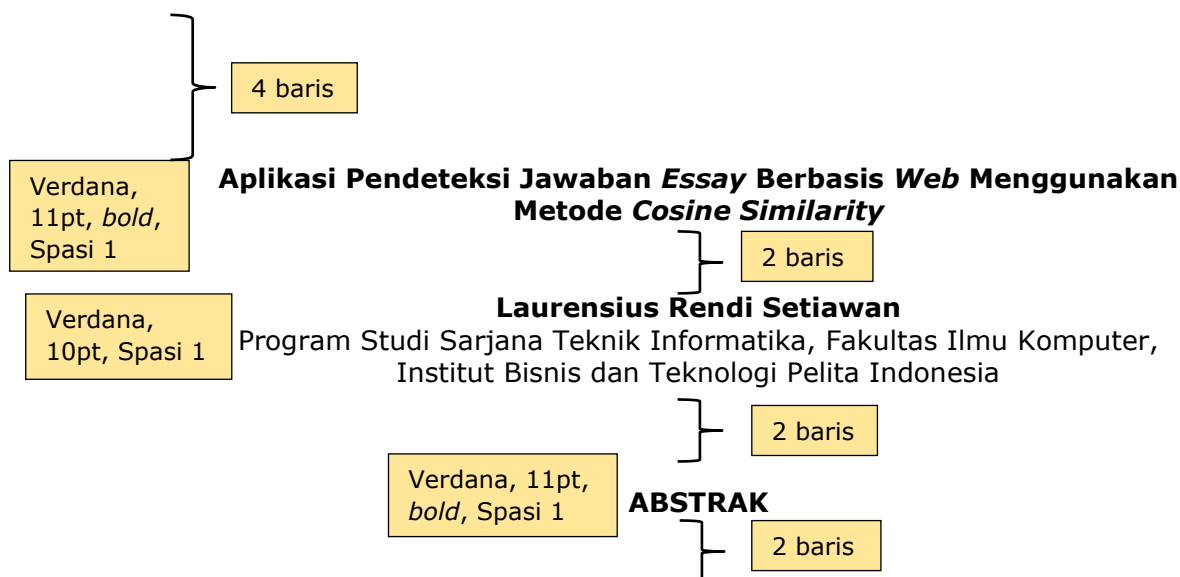 4 baris
Verdana,
11pt, bold,
Spasi 1
Aplikasi Pendeteksi Jawaban Essay Berbasis Web Menggunakan
Metode Cosine Similarity
2 baris
Verdana,
10pt, Spasi 1
Laurensius Rendi Setiawan
Program Studi Sarjana Teknik Informatika, Fakultas Ilmu Komputer,
Institut Bisnis dan Teknologi Pelita Indonesia
2 baris
Verdana, 11pt,
bold, Spasi 1
ABSTRAK
2 baris